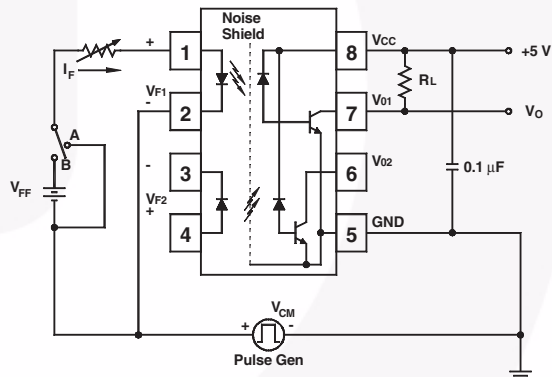 Noise
Shield
+
1
8
VCC
+5 V
IF
VF1
-
2
7
V01
RL
VO
A
B
-
3
6
V02
VFF
VF2
+
4
5
GND
0.1 μF
VCM
+
-
Pulse Gen